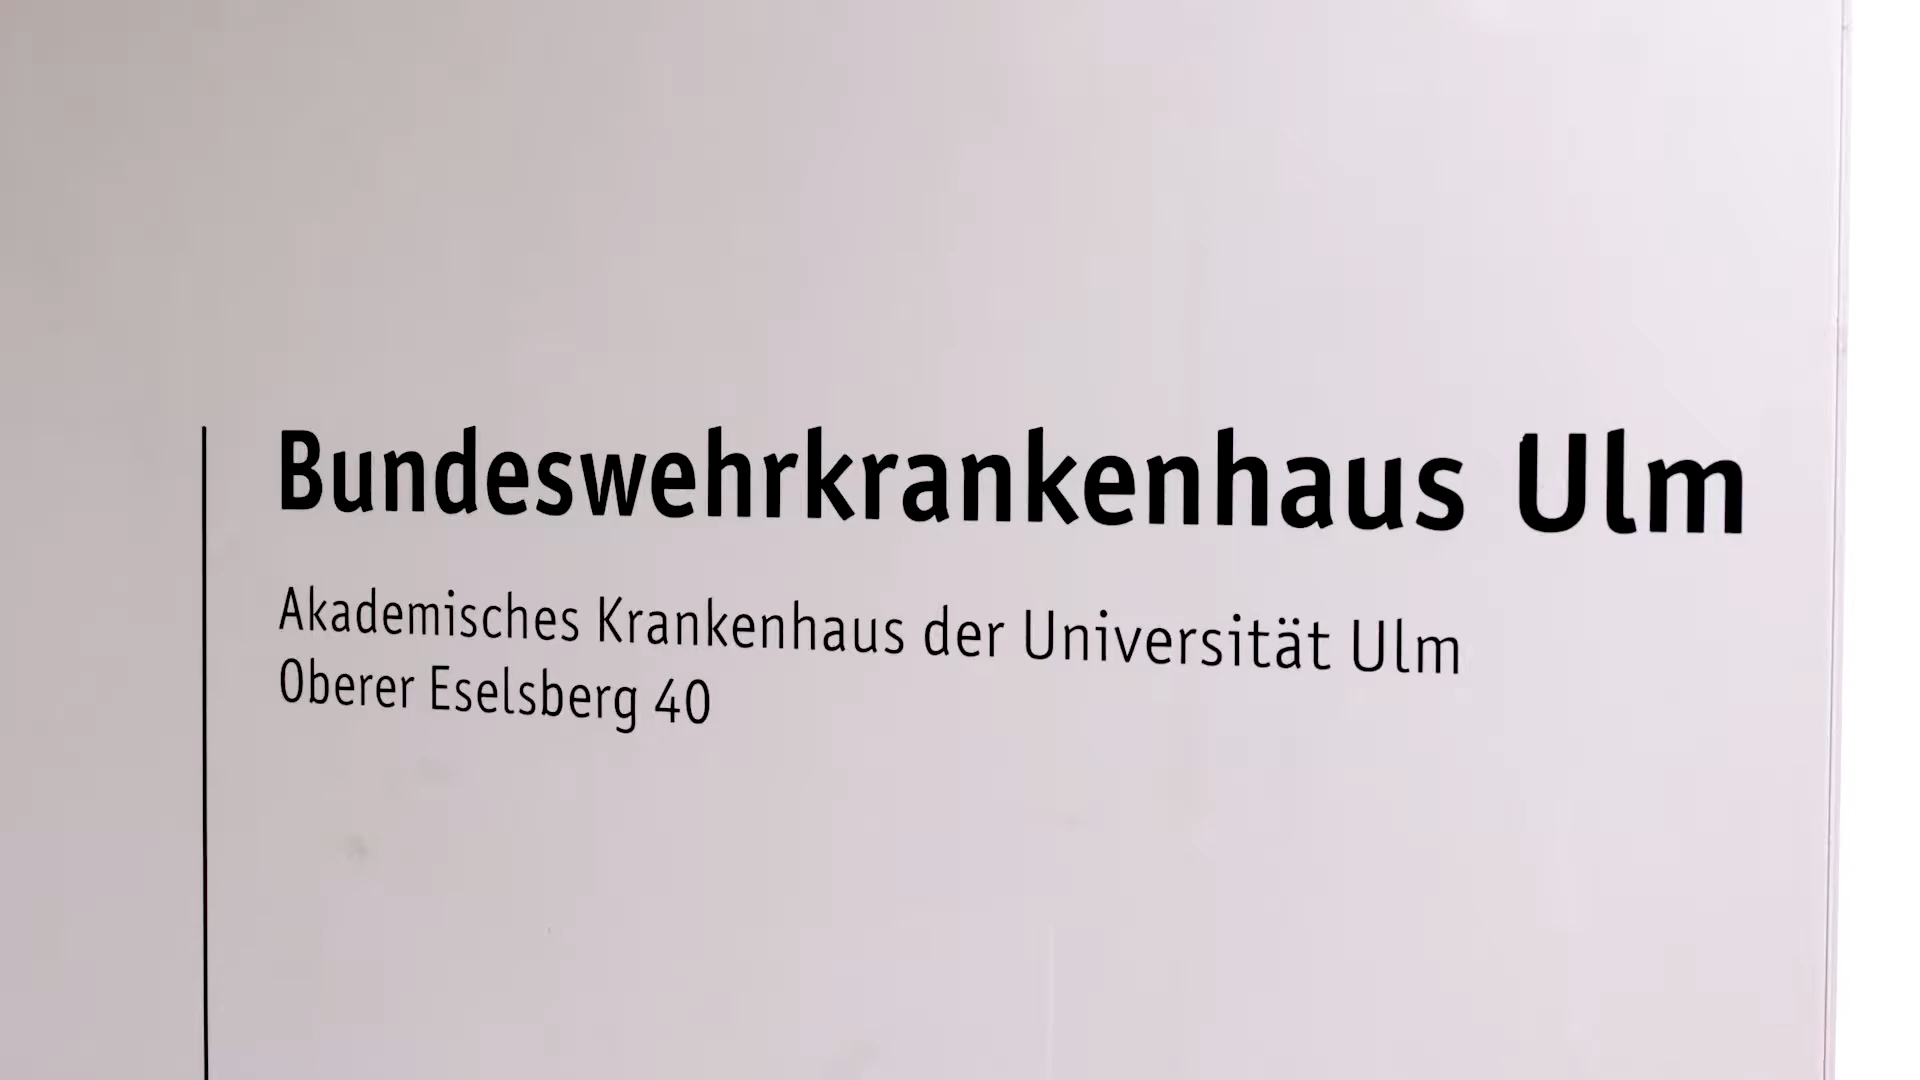 Bundeswehrkrankenhaus Ulm
Akademisches Krankenhaus der Universität Ulm
Oberer Eselsberg 40